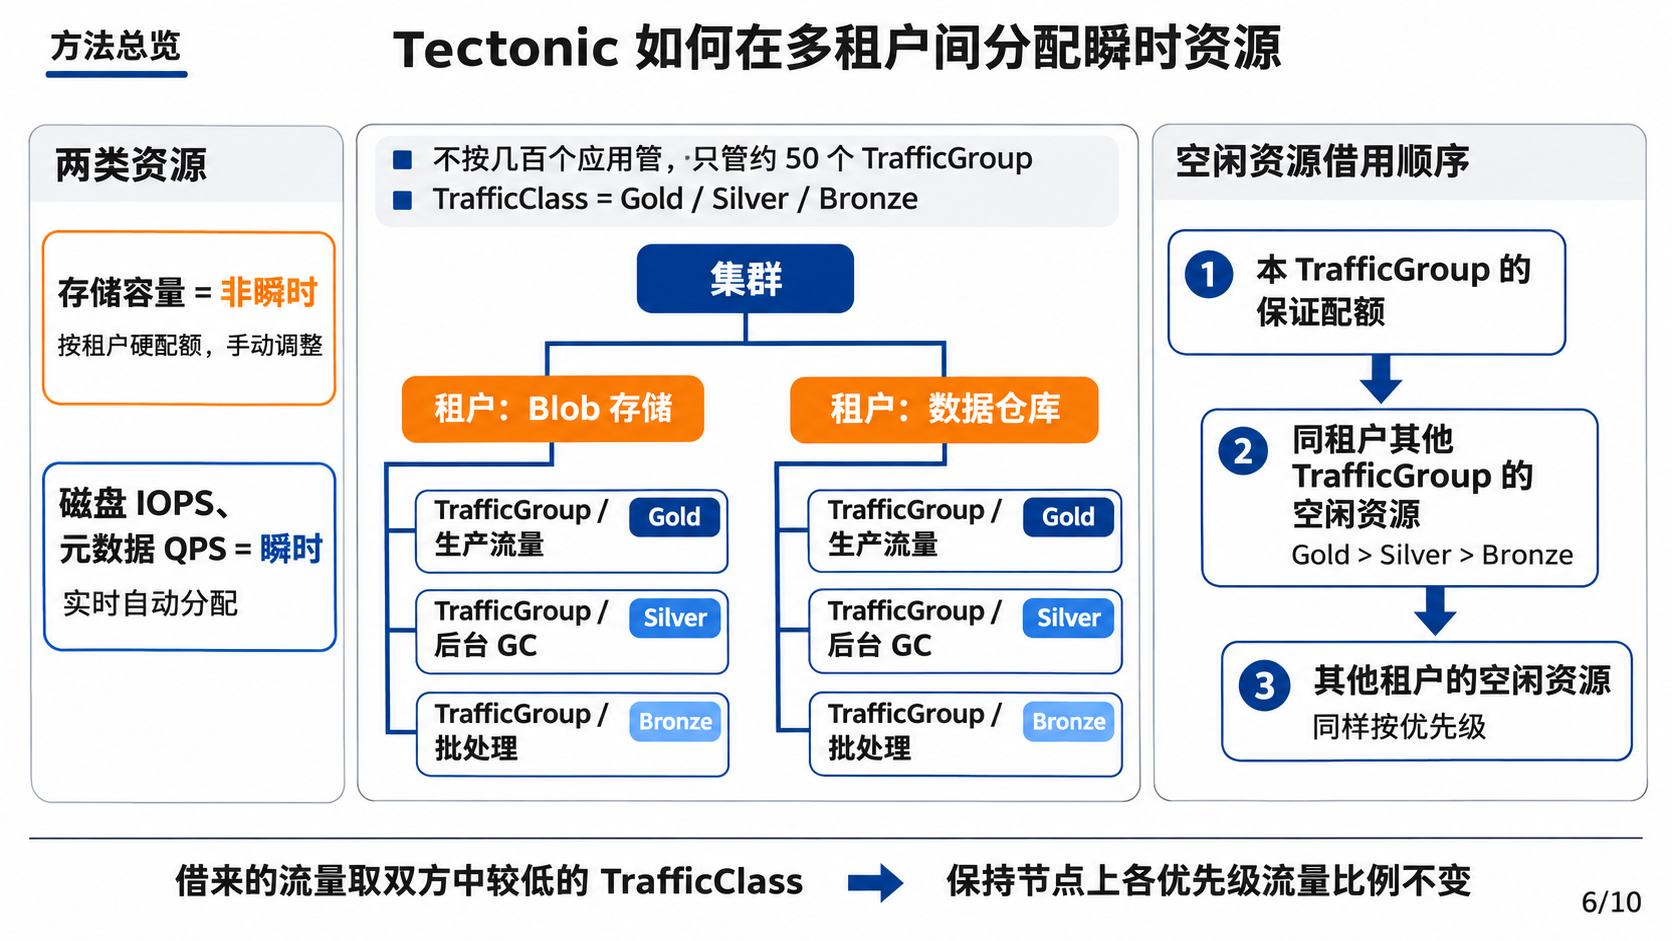 方法总览
Tectonic 如何在多租户间分配瞬时资源
两类资源
存储容量 = 非瞬时
按租户硬配额，手动调整
磁盘 IOPS、
元数据 QPS = 瞬时
实时自动分配
不按几百个应用管，·只管约 50 个 TrafficGroup
TrafficClass = Gold / Silver / Bronze
集群
租户：Blob 存储
TrafficGroup /
生产流量
Gold
TrafficGroup /
后台 GC
Silver
TrafficGroup /
批处理
Bronze
租户：数据仓库
TrafficGroup /
生产流量
Gold
TrafficGroup /
后台 GC
Silver
TrafficGroup /
批处理
Bronze
空闲资源借用顺序
1
本 TrafficGroup 的
保证配额
2
同租户其他
TrafficGroup 的
空闲资源
Gold > Silver > Bronze
3
其他租户的空闲资源
同样按优先级
借来的流量取双方中较低的 TrafficClass
保持节点上各优先级流量比例不变
6/10